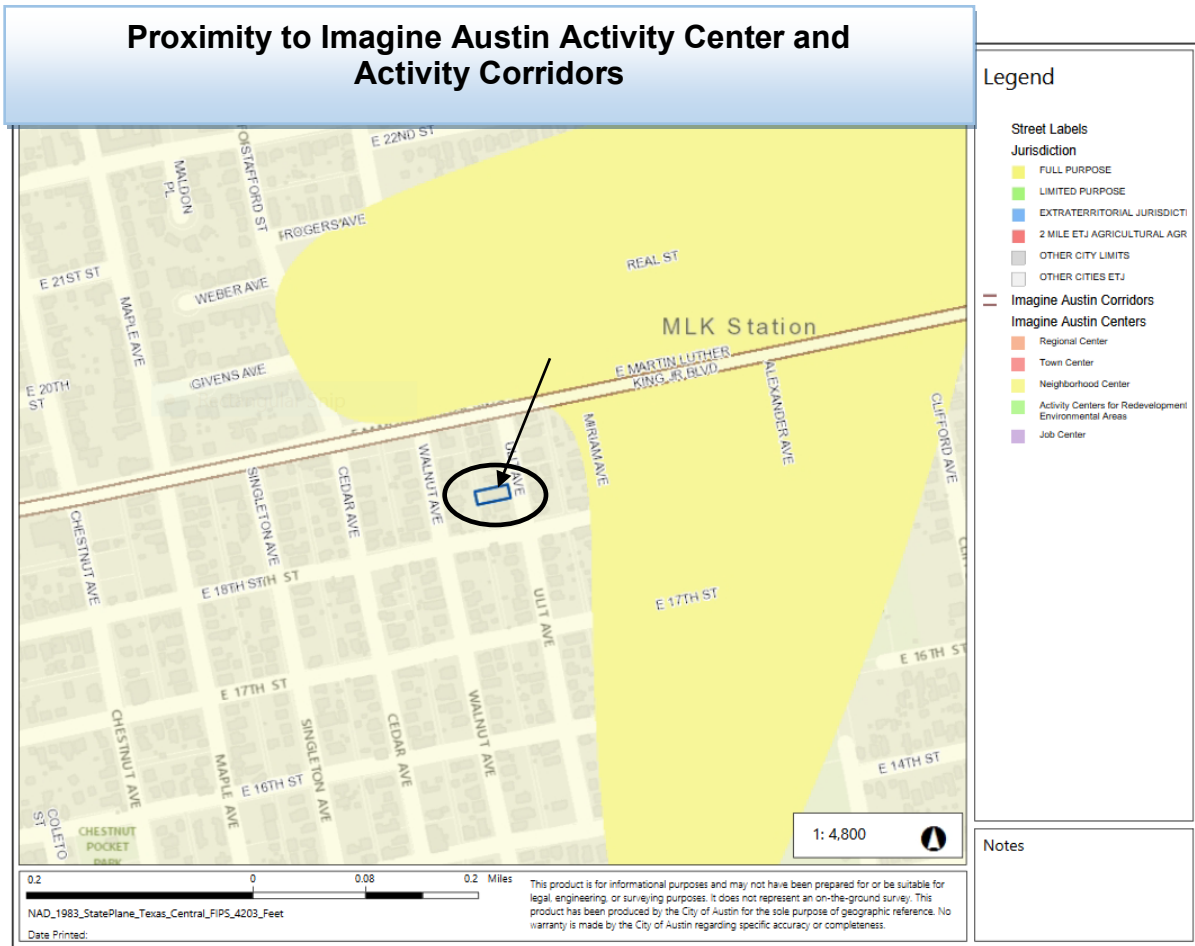 Proximity to Imagine Austin Activity Center and
Activity Corridors
Legend
Street Labels
Jurisdiction
FULL PURPOSE
LIMITED PURPOSE
EXTRATERRITORIAL JURISDICTI
2 MILE ETJ AGRICULTURAL AGR
OTHER CITY LIMITS
OTHER CITIES ETJ
Imagine Austin Corridors
Imagine Austin Centers
Regional Center
Town Center
Neighborhood Center
Activity Centers for Redevelopment
Environmental Areas
Job Center
E 22ND ST
STAFFORD ST
MALDON
PL
ROGERS AVE
REAL ST
E 21ST ST
WEBER AVE
MAPLE AVE
MLK Station
E MARTIN LUTHER
KING JR BLVD
GIVENS AVE
E 20TH
ST
ALEXANDER AVE
CLIFFORD AVE
MIRIAM AVE
ULIT AVE
WALNUT AVE
CEDAR AVE
SINGLETON AVE
CHESTNUT AVE
E 18TH ST
ULIT AVE
E 17TH ST
E 16TH ST
E 17TH ST
CHESTNUT AVE
MAPLE AVE
SINGLETON AVE
CEDAR AVE
WALNUT AVE
E 16TH ST
E 14TH ST
COLETO
ST
CHESTNUT
POCKET
PARK
1: 4,800
Notes
0.2 0 0.08 0.2 Miles
NAD_1983_StatePlane_Texas_Central_FIPS_4203_Feet
Date Printed:
This product is for informational purposes and may not have been prepared for or be suitable for
legal, engineering, or surveying purposes. It does not represent an on-the-ground survey. This
product has been produced by the City of Austin for the sole purpose of geographic reference. No
warranty is made by the City of Austin regarding specific accuracy or completeness.